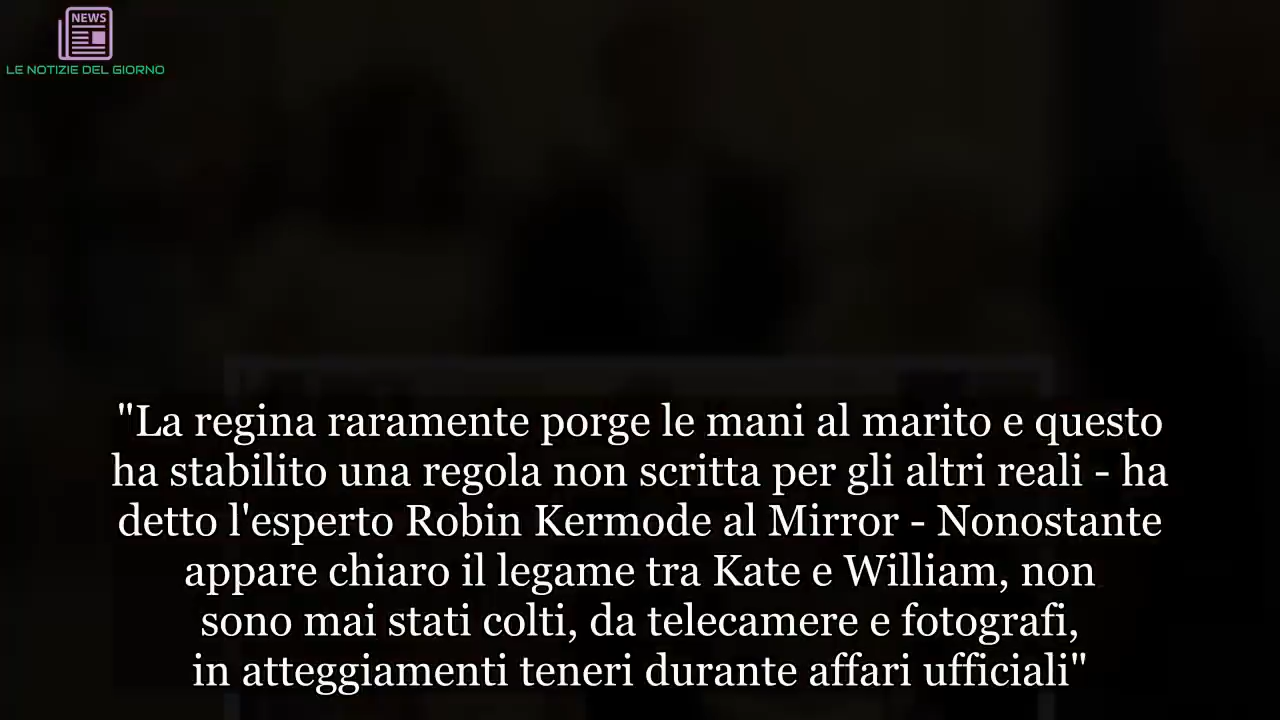 NEWS
LE NOTIZIE DEL GIORNO
"La regina raramente porge le mani al marito e questo
ha stabilito una regola non scritta per gli altri reali - ha
detto l'esperto Robin Kermode al Mirror - Nonostante
appare chiaro il legame tra Kate e William, non
sono mai stati colti, da telecamere e fotografi,
in atteggiamenti teneri durante affari ufficiali"